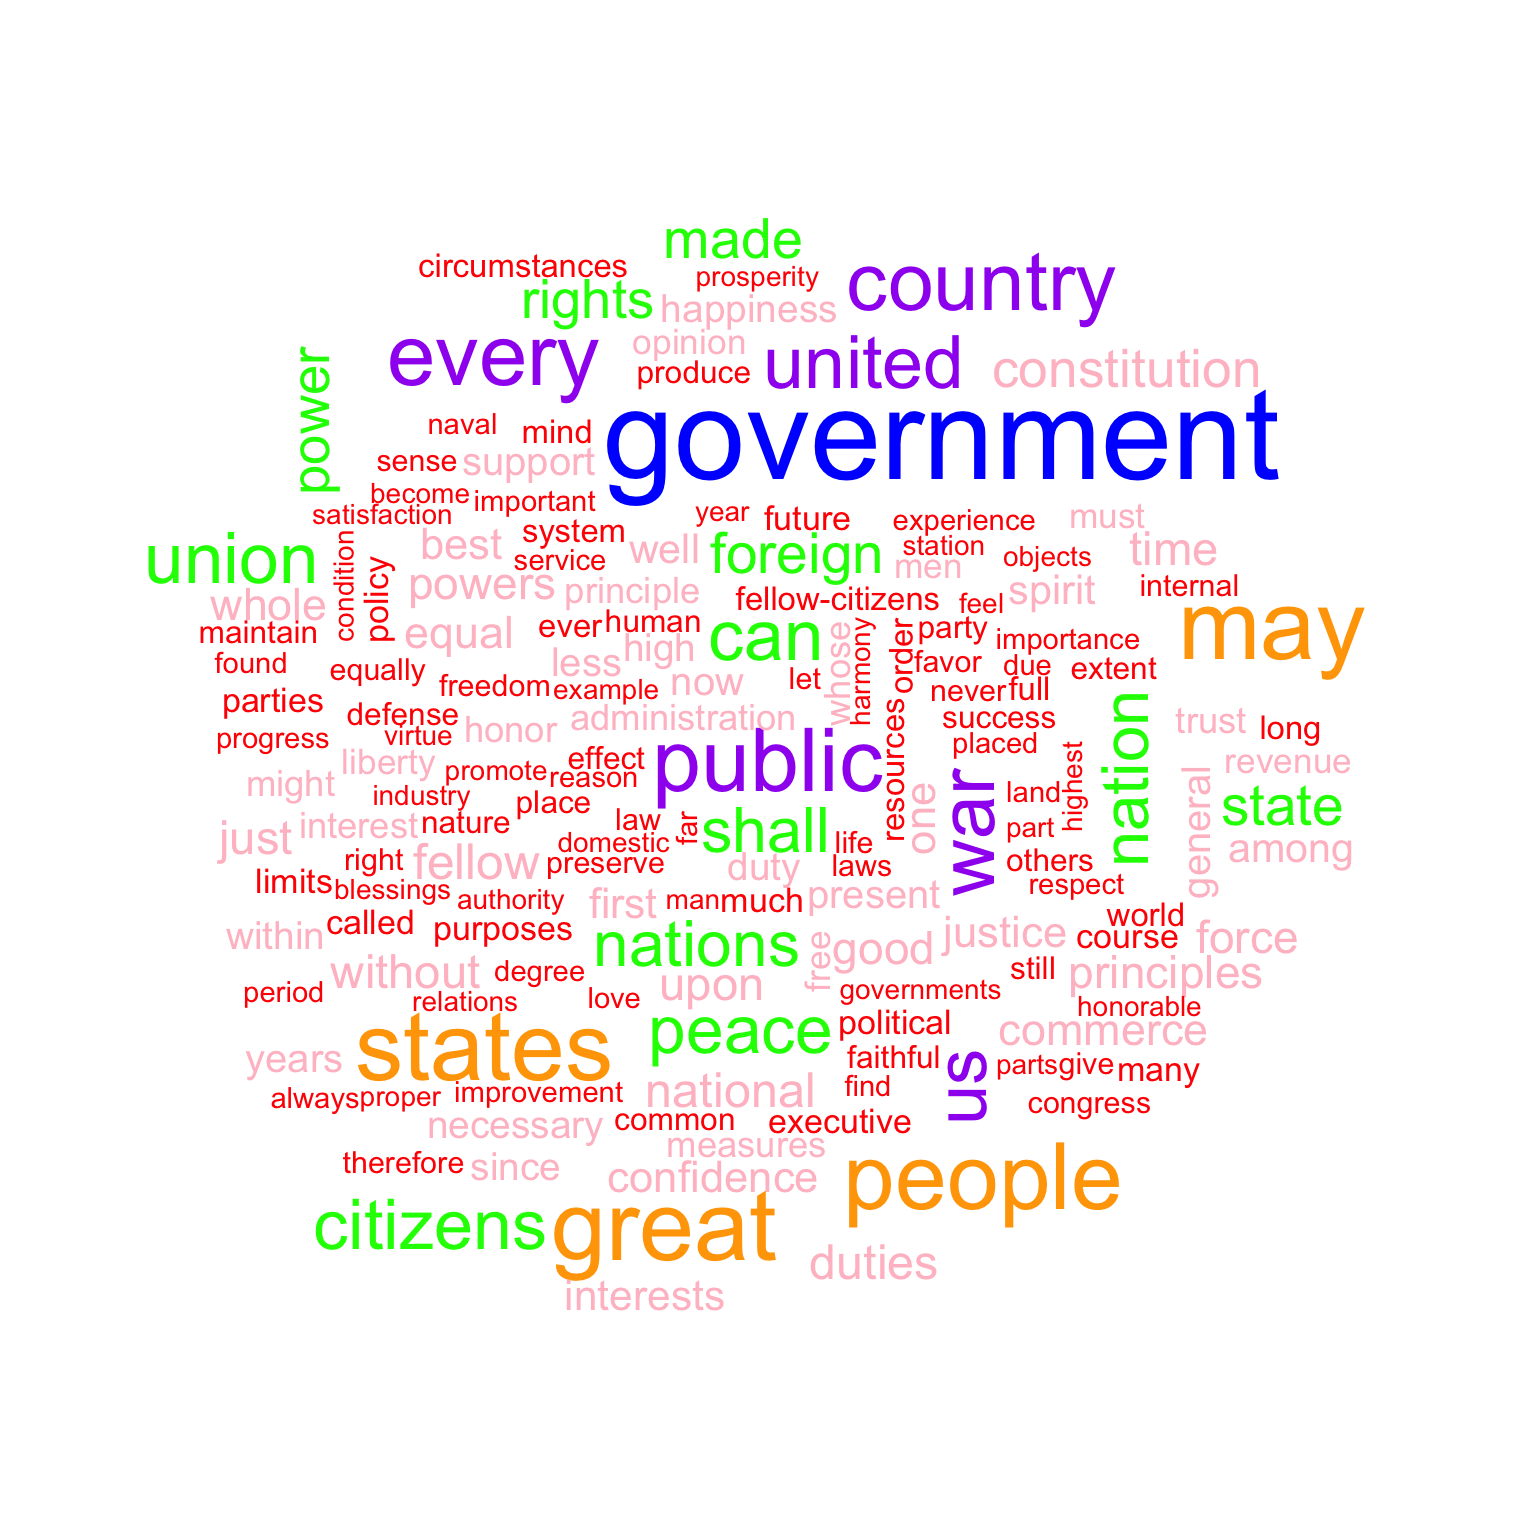 made
circumstances
prosperity
country
rights
happiness
every
opinion
united
constitution
produce
power
government
naval
mind
sense
support
become
important
satisfaction
year
future
experience
must
system
union
best
well
foreign
station
time
condition
service
men
objects
policy
powers
principle
spirit
internal
whole
fellow-citizens
feel
may
maintain
equal
ever
human
can
whose
harmony
order
party
importance
found
equally
less
high
favor
due
extent
freedom
example
now
let
never
full
parties
defense
honor
administration
resources
success
nation
trust
long
progress
virtue
public
placed
liberty
effect
revenue
might
promote
reason
war
highest
industry
place
land
general
state
just
interest
nature
law
far
shall
one
part
domestic
life
among
right
fellow
preserve
duty
laws
others
limits
blessings
respect
authority
first
man
much
present
called
purposes
world
within
nations
free
good
justice
course
force
without
degree
upon
still
principles
period
relations
love
governments
honorable
states
peace
political
commerce
years
faithful
us
parts
give
many
always
proper
improvement
national
find
congress
necessary
common
executive
measures
therefore
since
confidence
people
citizens
great
duties
interests